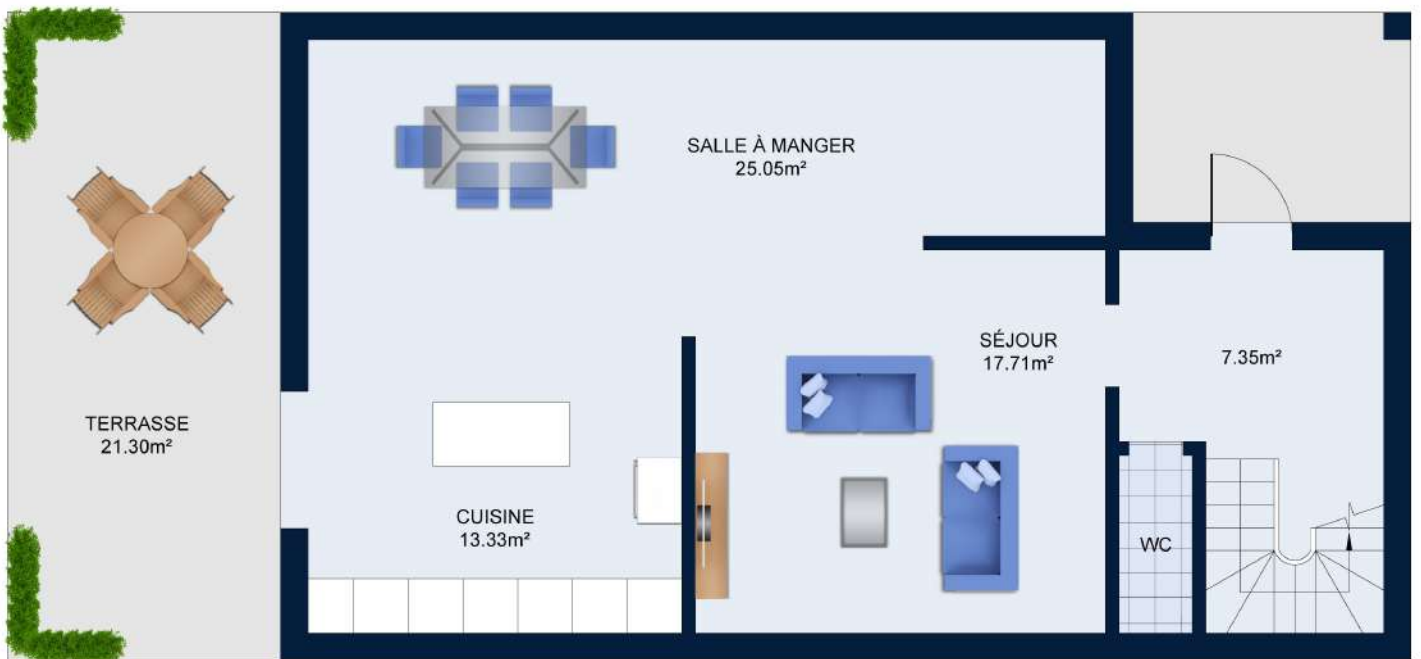 SALLE À MANGER
25.05m²
SÉJOUR
17.71m²
7.35m²
TERRASSE
21.30m²
CUISINE
13.33m²
WC